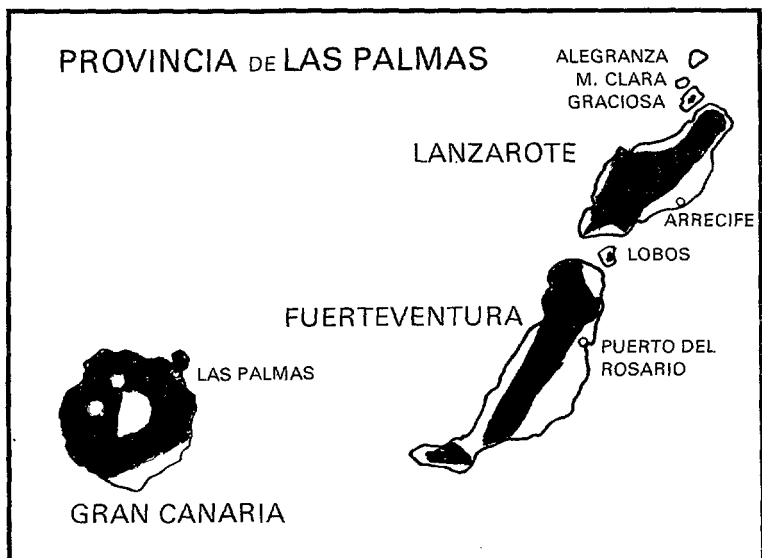 PROVINCIA DE LAS PALMAS
ALEGRANZA
M. CLARA
GRACIOSA
LANZAROTE
ARRECIFE
LOBOS
FUERTEVENTURA
PUERTO DEL
ROSARIO
LAS PALMAS
GRAN CANARIA